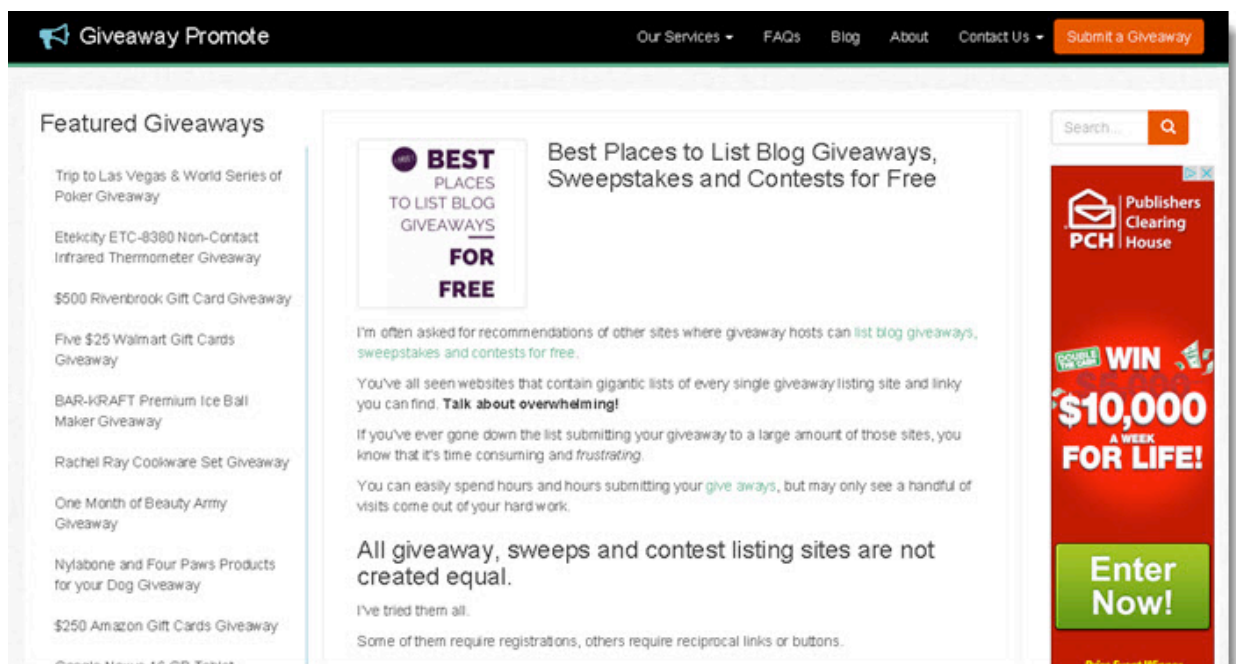 Giveaway Promote
Our Services
FAQs
Blog
About
Contact Us
Submit a Giveaway
Featured Giveaways
Trip to Las Vegas & World Series of
Poker Giveaway
Etekcity ETC-8380 Non-Contact
Infrared Thermometer Giveaway
$500 Rivenbrook Gift Card Giveaway
Five $25 Walmart Gift Cards
Giveaway
BAR-KRAFT Premium Ice Ball
Maker Giveaway
Rachel Ray Cookware Set Giveaway
One Month of Beauty Army
Giveaway
Nylabone and Four Paws Products
for your Dog Giveaway
$250 Amazon Gift Cards Giveaway
BEST
PLACES
TO LIST BLOG
GIVEAWAYS
FOR
FREE
Best Places to List Blog Giveaways,
Sweepstakes and Contests for Free
I'm often asked for recommendations of other sites where giveaway hosts can list blog giveaways,
sweepstakes and contests for free.
You've all seen websites that contain gigantic lists of every single giveaway listing site and linky
you can find. Talk about overwhelming!
If you've ever gone down the list submitting your giveaway to a large amount of those sites, you
know that it's time consuming and frustrating.
You can easily spend hours and hours submitting your give aways, but may only see a handful of
visits come out of your hard work.
All giveaway, sweeps and contest listing sites are not
created equal.
I've tried them all.
Some of them require registrations, others require reciprocal links or buttons.
Search...
Publishers
Clearing
House
PCH
DOUBLE
THE CASH
WIN
$5,000
$10,000
A WEEK
FOR LIFE!
Enter
Now!